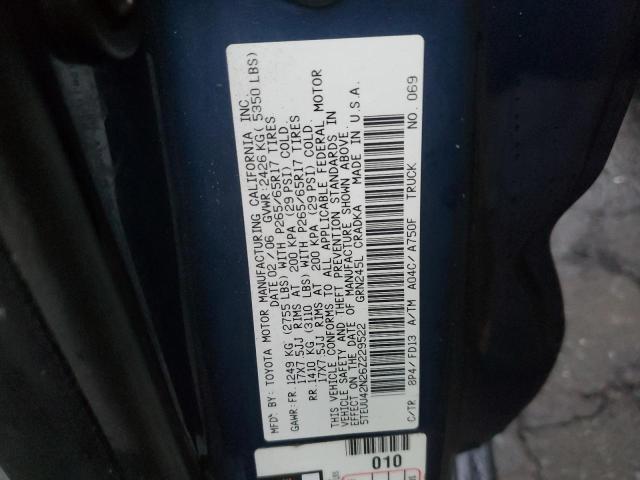 MFD. BY: TOYOTA MOTOR MANUFACTURING CALIFORNIA INC.
DATE 02 / 06 GVWR:2426 KG( 5350 LBS)
GAWR:FR. 1249 KG (2755 LBS) WITH P265/65R17 TIRES
17X7.5JJ RIMS AT 200 KPA (29 PSI) COLD.
RR. 1410 KG (3110 LBS) WITH P265/65R17 TIRES
17X7.5JJ RIMS AT 200 KPA (29 PSI) COLD.
THIS VEHICLE CONFORMS TO ALL APPLICABLE FEDERAL MOTOR
VEHICLE SAFETY AND THEFT PREVENTION STANDARDS IN
EFFECT ON THE DATE OF MANUFACTURE SHOWN ABOVE.
5TEUU42N26Z229522 GRN245L CRADKA MADE IN U.S.A.
C/TR 8P4/FD13 A/TM A04C/A750F TRUCK NO. 069
010